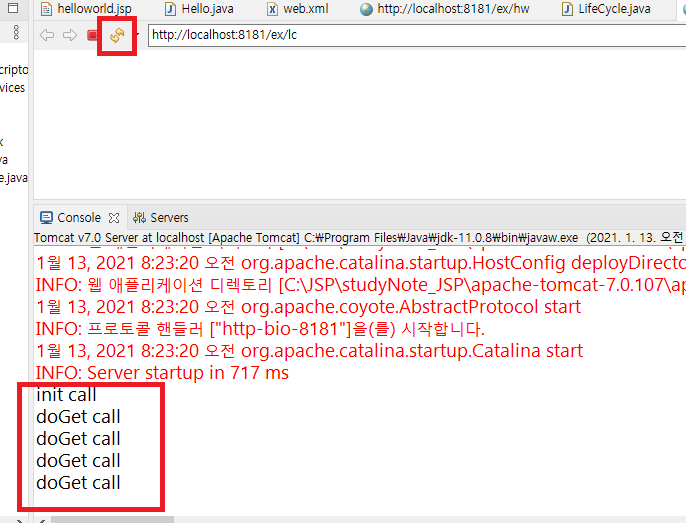 helloworld.jsp Hello.java web.xml http://localhost:8181/ex/hw LifeCycle.java
http://localhost:8181/ex/lc
scripto
vices
x
va
e.java
Console Servers
Tomcat v7.0 Server at localhost [Apache Tomcat] C:₩Program Files₩Java₩jdk-11.0.8₩bin₩javaw.exe (2021. 1. 13. 오전
1월 13, 2021 8:23:20 오전 org.apache.catalina.startup.HostConfig deployDirecto
INFO: 웹 애플리케이션 디렉토리 [C:\JSP\studyNote_JSP\apache-tomcat-7.0.107\ap
1월 13, 2021 8:23:20 오전 org.apache.coyote.AbstractProtocol start
INFO: 프로토콜 핸들러 ["http-bio-8181"]을(를) 시작합니다.
1월 13, 2021 8:23:20 오전 org.apache.catalina.startup.Catalina start
INFO: Server startup in 717 ms
init call
doGet call
doGet call
doGet call
doGet call